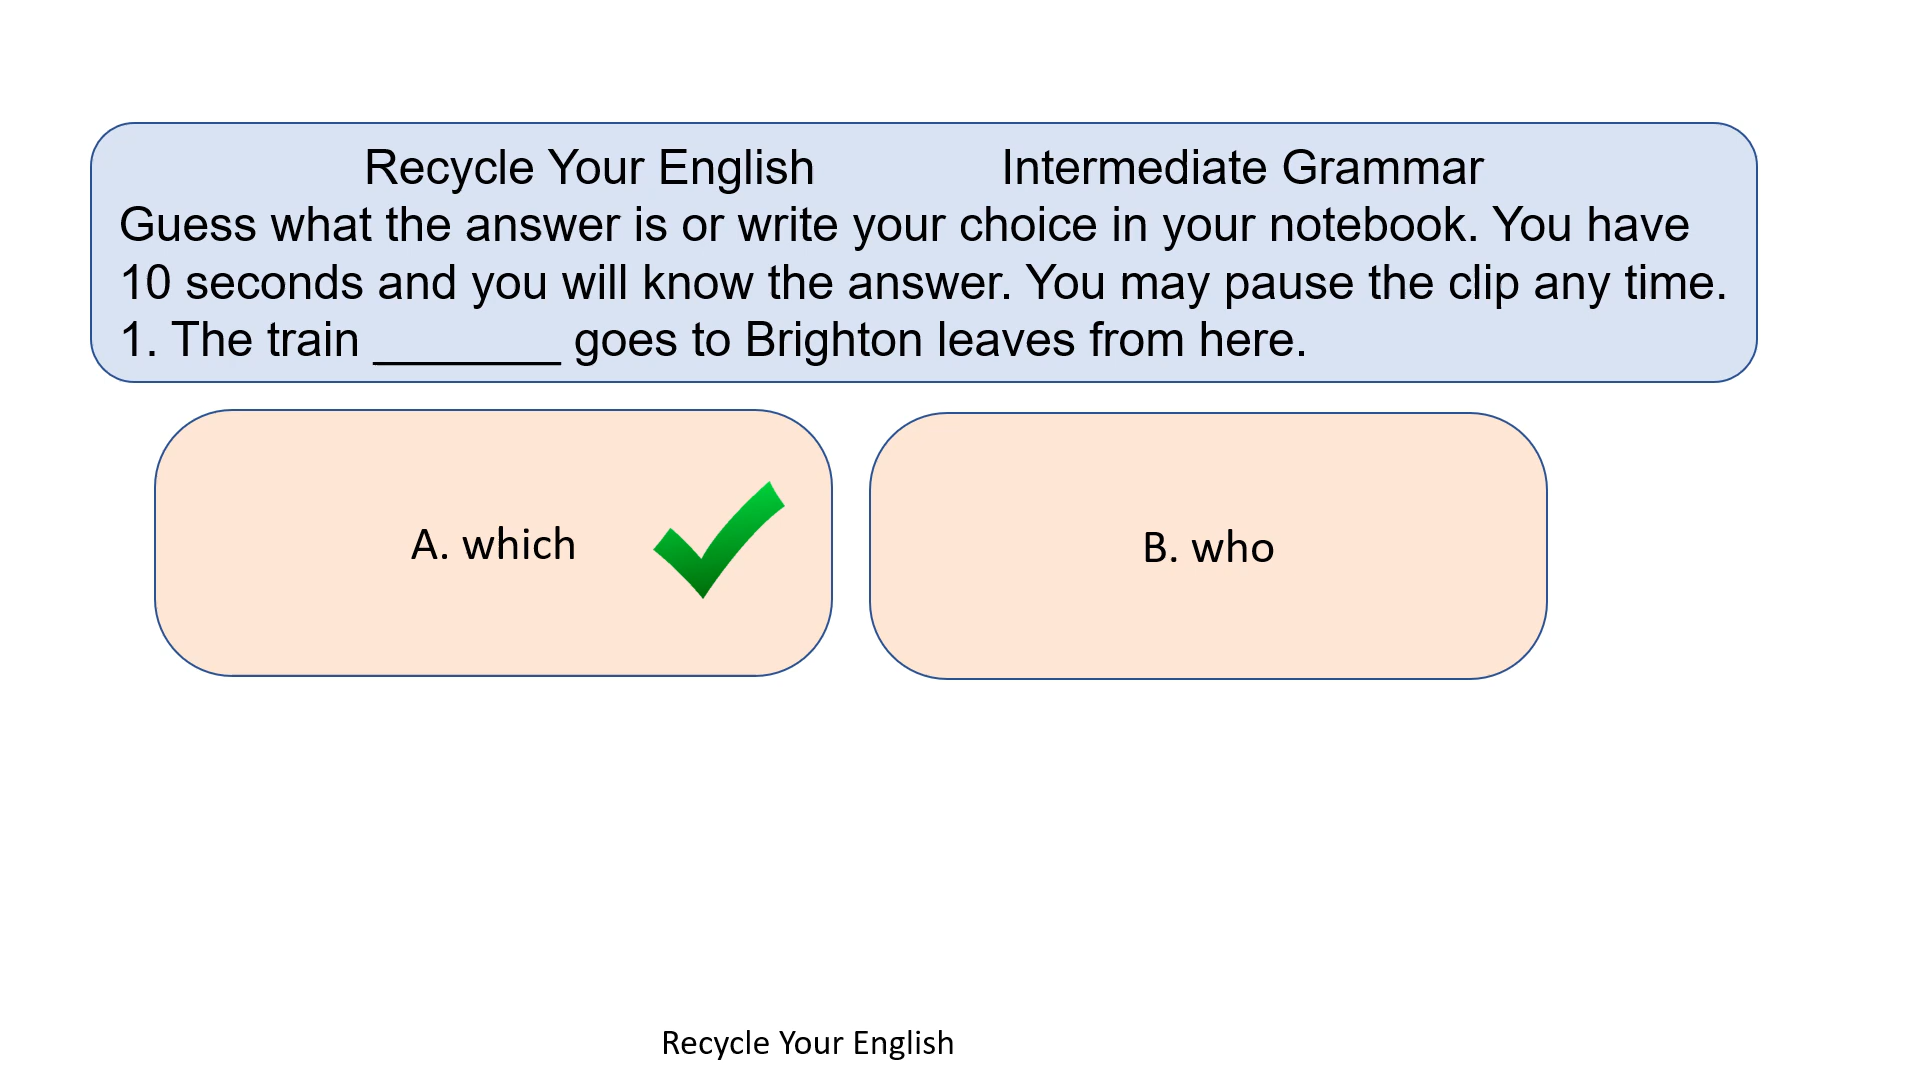 Recycle Your English Intermediate Grammar
Guess what the answer is or write your choice in your notebook. You have
10 seconds and you will know the answer. You may pause the clip any time.
1. The train _______ goes to Brighton leaves from here.
A. which
B. who
Recycle Your English